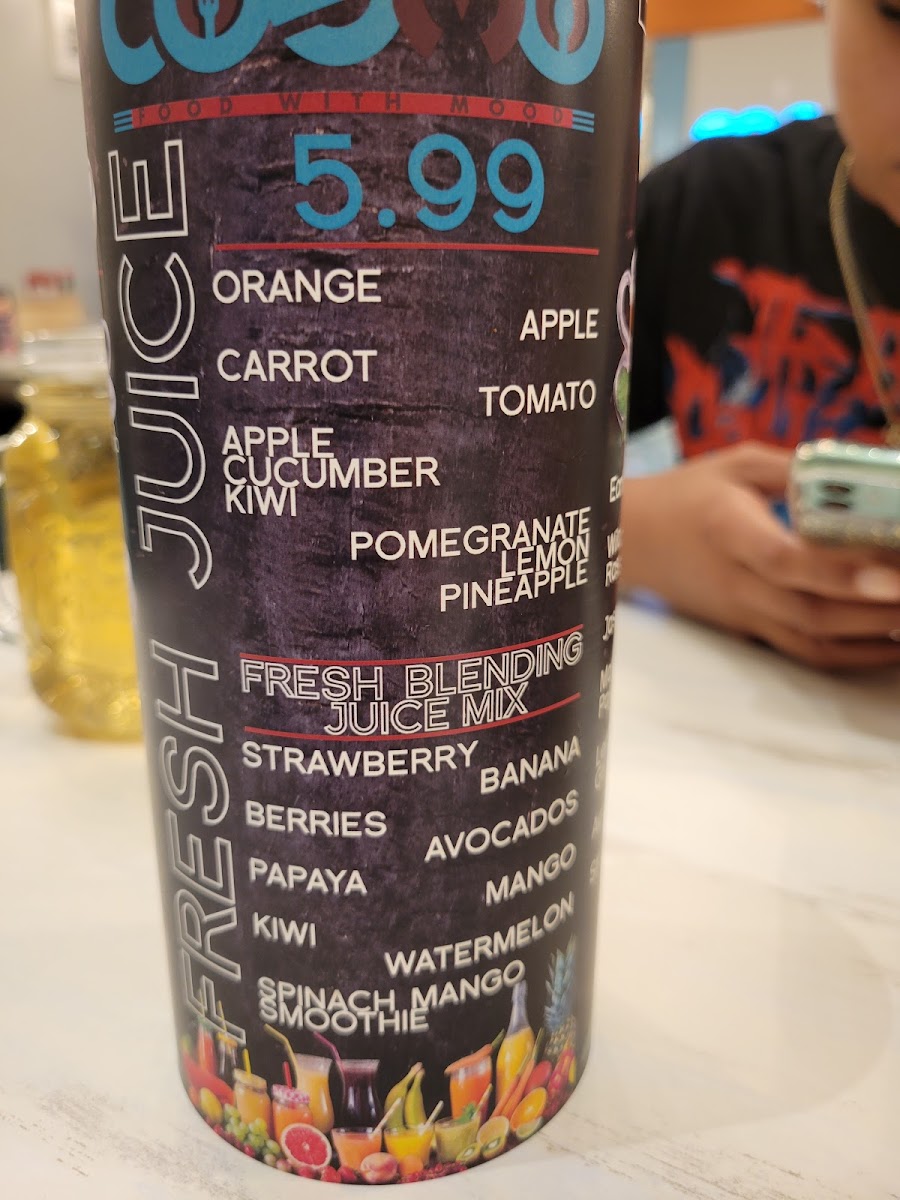 FOOD WITH MOOD
5.99
FRESH JUICE
ORANGE
APPLE
CARROT
TOMATO
APPLE
CUCUMBER
KIWI
POMEGRANATE
LEMON
PINEAPPLE
FRESH BLENDING
JUICE MIX
STRAWBERRY
BANANA
BERRIES
AVOCADOS
PAPAYA
MANGO
KIWI
WATERMELON
SPINACH MANGO
SMOOTHIE